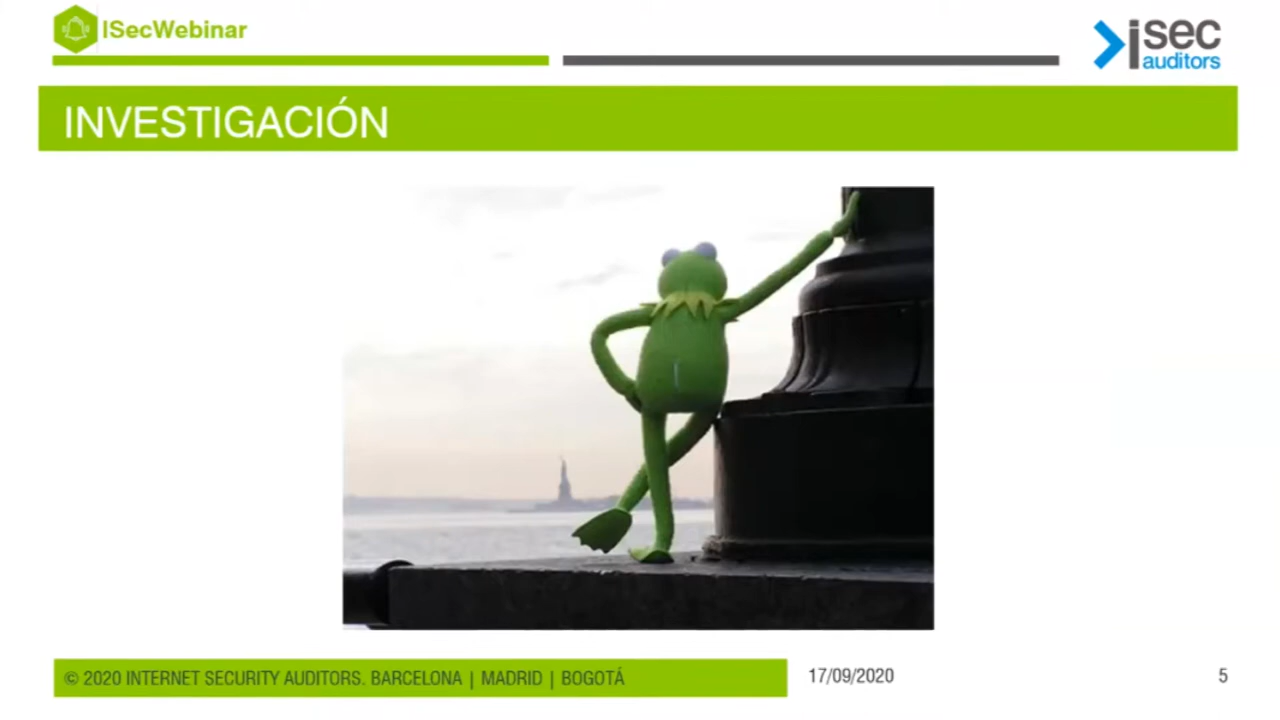 ISecWebinar
isec
auditors
INVESTIGACIÓN
© 2020 INTERNET SECURITY AUDITORS. BARCELONA | MADRID | BOGOTÁ
17/09/2020
5